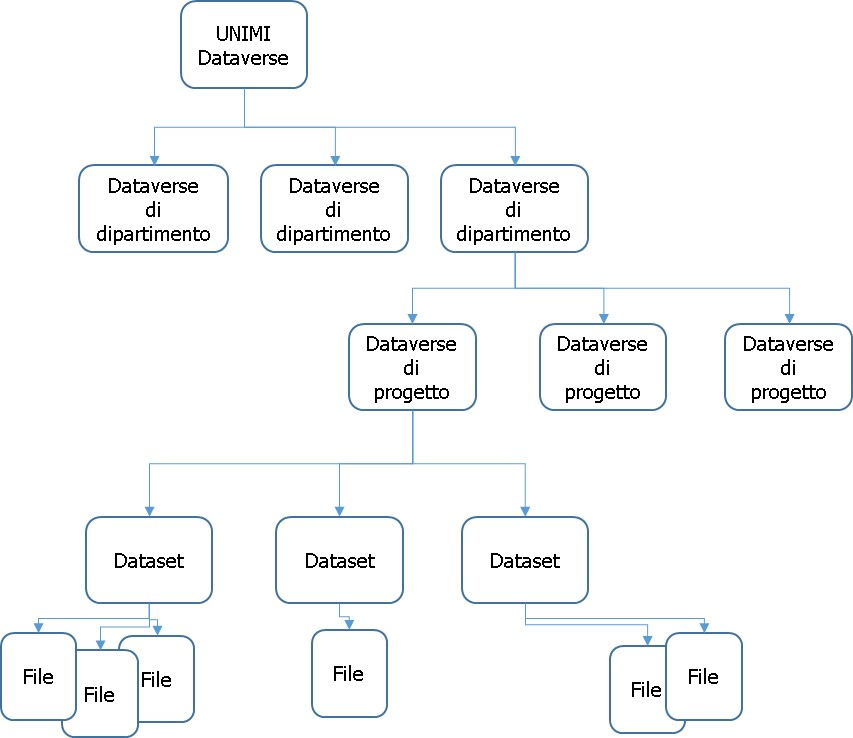 UNIMI
Dataverse
Dataverse
di
dipartimento
Dataverse
di
dipartimento
Dataverse
di
dipartimento
Dataverse
di
progetto
Dataverse
di
progetto
Dataverse
di
progetto
Dataset
Dataset
Dataset
File
File
File
File
File
File